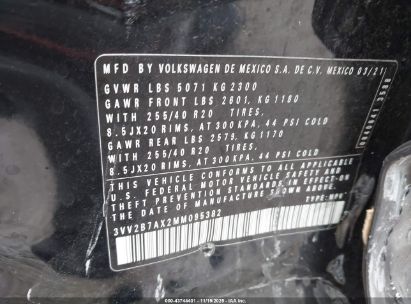 MFD BY VOLKSWAGEN DE MEXICO S.A. DE C.V. MEXICO 03/21
GVWR LBS 5071 KG 2300
GAWR FRONT LBS 2601, KG 1180
WITH 255/40 R20 TIRES,
8.5JX20 RIMS, AT 300 KPA, 44 PSI COLD
GAWR REAR LBS 2579, KG 1170
WITH 255/40 R20 TIRES,
8.5JX20 RIMS, AT 300 KPA, 44 PSI COLD
THIS VEHICLE CONFORMS TO ALL APPLICABLE
U.S. FEDERAL MOTOR VEHICLE SAFETY AND
THEFT PREVENTION STANDARDS IN EFFECT ON
THE DATE OF MANUFACTURE SHOWN ABOVE.
3VV2B7AX2MM095382 TYPE: MPV